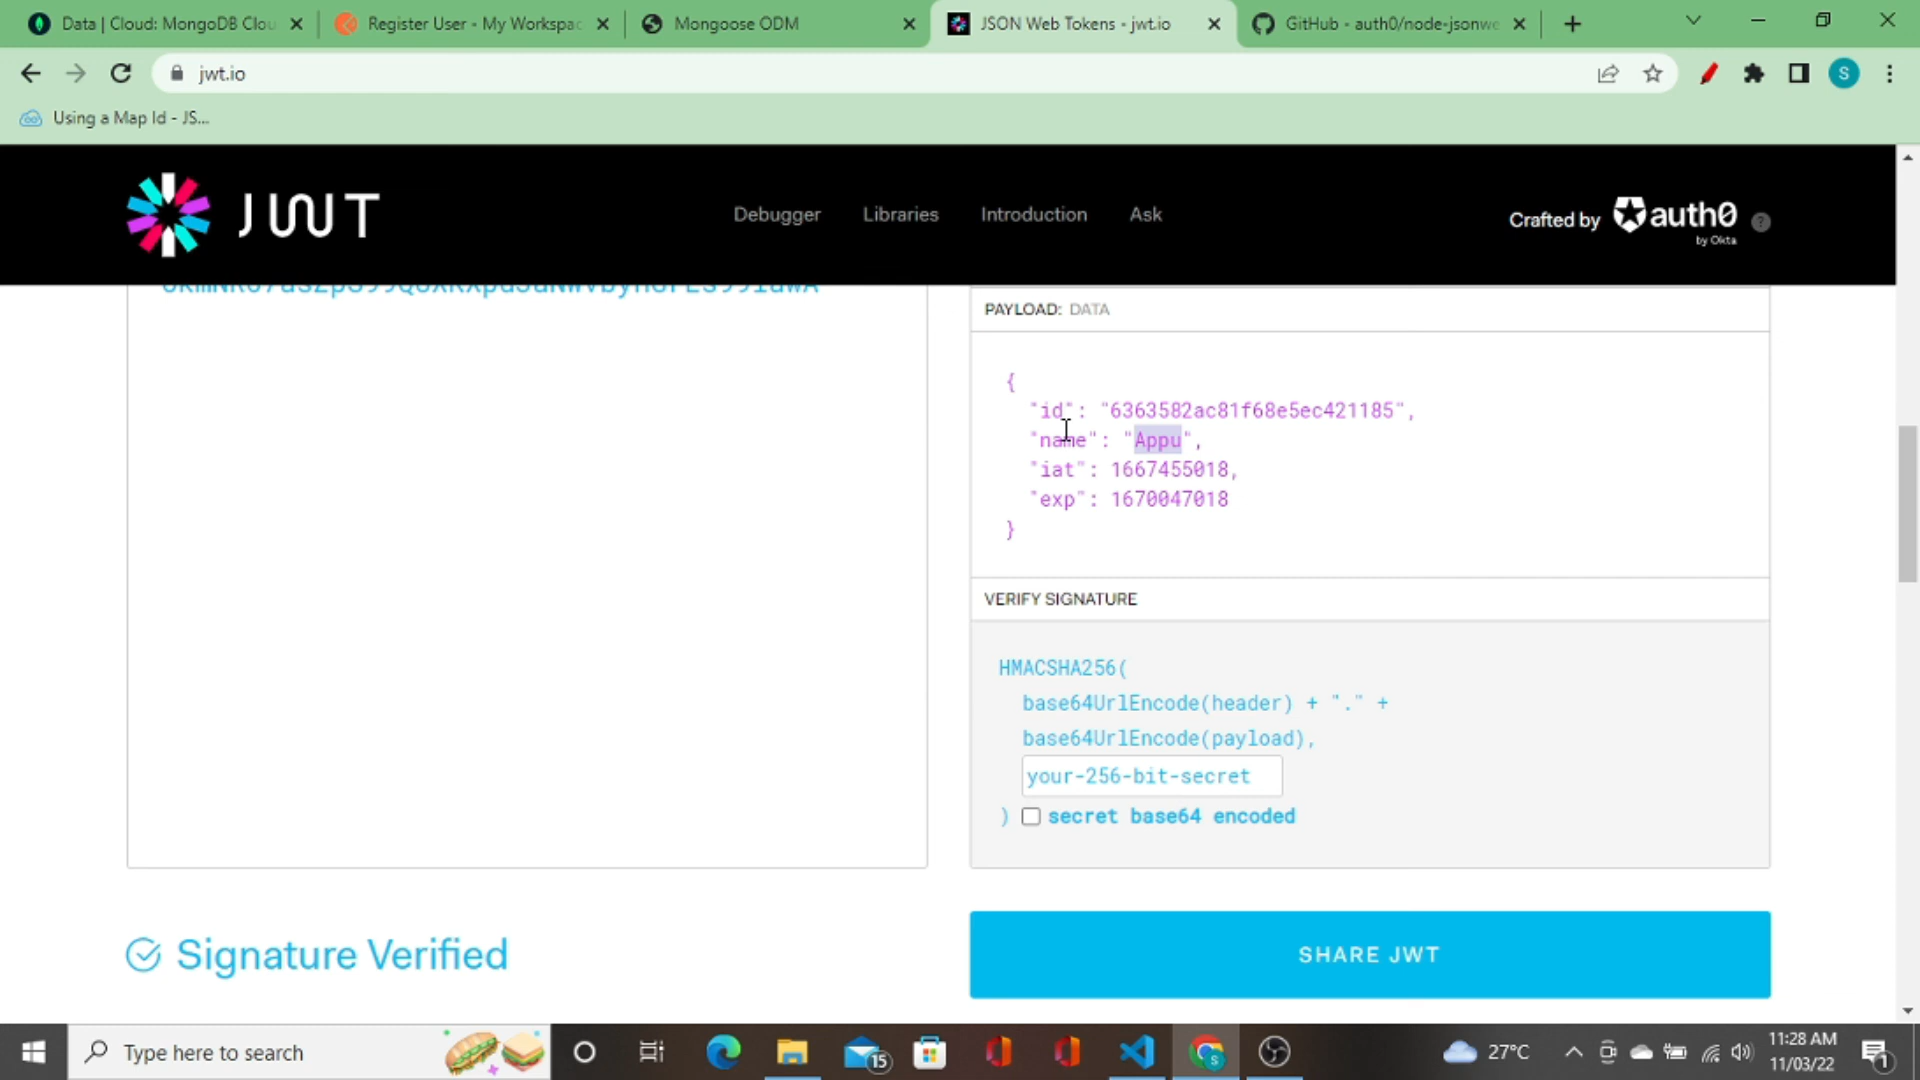 Data | Cloud: MongoDB Clou
Register User - My Workspac
Mongoose ODM
JSON Web Tokens - jwt.io
GitHub - auth0/node-jsonwe
jwt.io
S
Using a Map Id - JS...
JWT
Debugger
Libraries
Introduction
Ask
Crafted by auth0
by Okta
?
PAYLOAD: DATA
{
"id": "6363582ac81f68e5ec421185",
"name": "Appu",
"iat": 1667455018,
"exp": 1670047018
}
VERIFY SIGNATURE
HMACSHA256(
base64UrlEncode(header) + "." +
base64UrlEncode(payload),
your-256-bit-secret
) secret base64 encoded
Signature Verified
SHARE JWT
Type here to search
15
S
27°C
11:28 AM
11/03/22
1